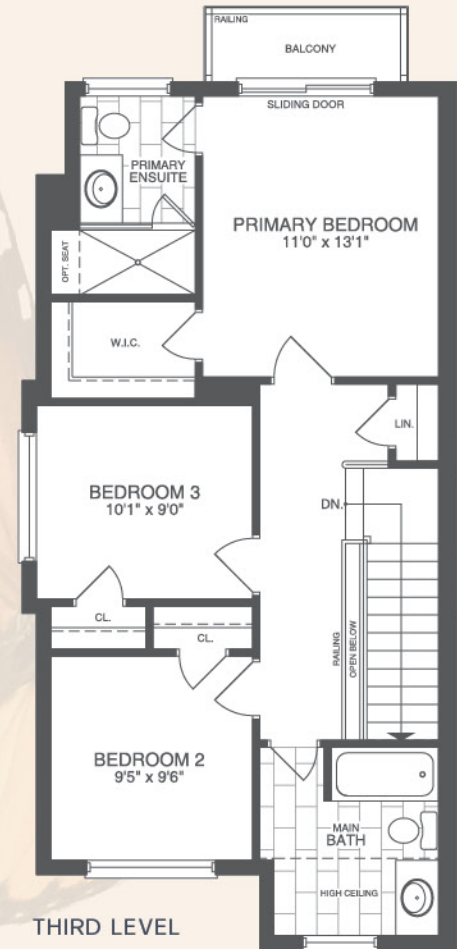 RAILING
BALCONY
SLIDING DOOR
PRIMARY
ENSUITE
PRIMARY BEDROOM
11'0" x 13'1"
OPT. SEAT
W.I.C.
LIN.
BEDROOM 3
10'1" x 9'0"
DN.
CL.
CL.
RAILING
OPEN BELOW
BEDROOM 2
9'5" x 9'6"
MAIN
BATH
HIGH CEILING
THIRD LEVEL